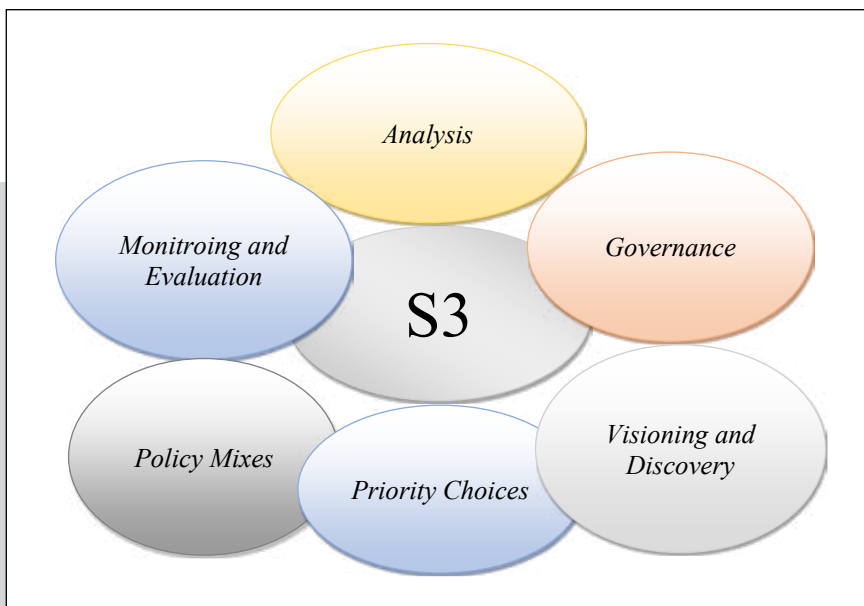 Analysis
Governance
Monitroing and
Evaluation
S3
Visioning and
Discovery
Policy Mixes
Priority Choices